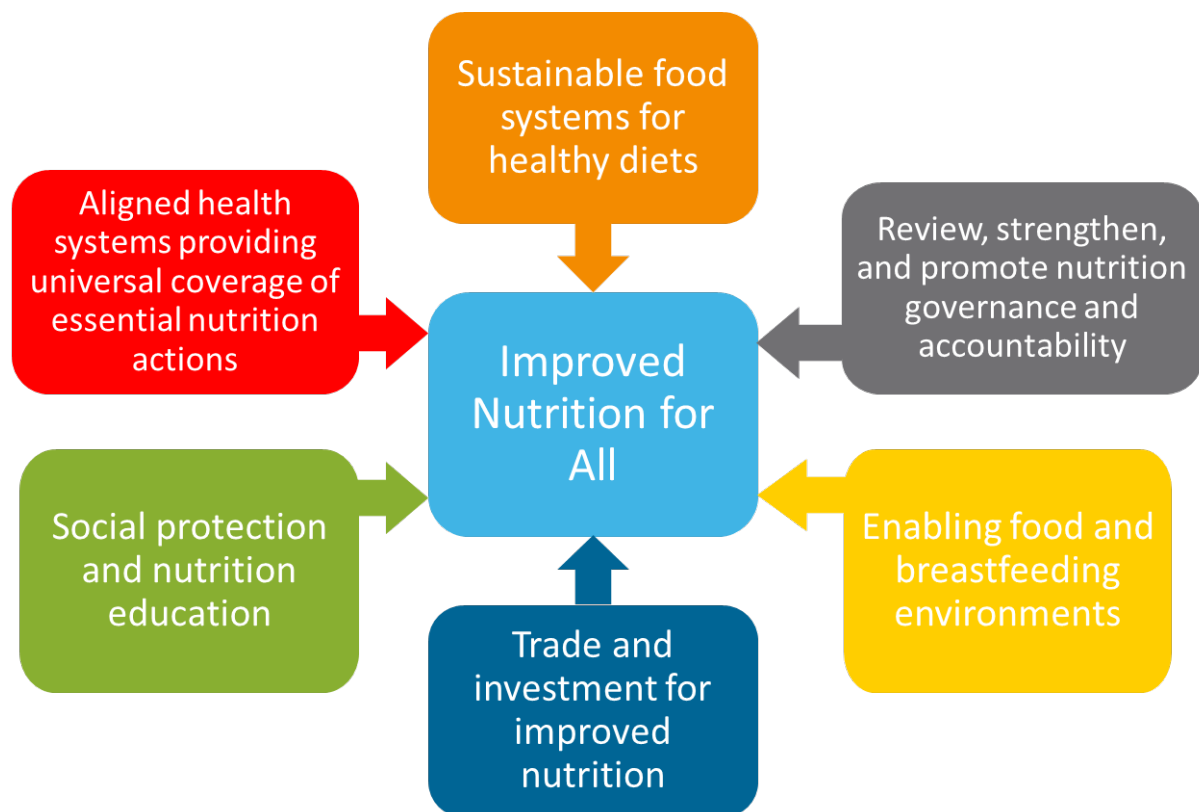 Sustainable food
systems for
healthy diets
Aligned health
systems providing
universal coverage of
essential nutrition
actions
Review, strengthen,
and promote nutrition
governance and
accountability
Improved
Nutrition for
All
Social protection
and nutrition
education
Enabling food and
breastfeeding
environments
Trade and
investment for
improved
nutrition